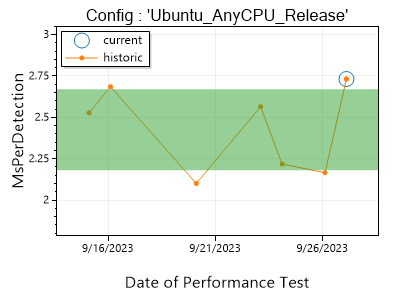 Config : 'Ubuntu_AnyCPU_Release'
current
historic
MsPerDetection
3
2.75
2.5
2.25
2
9/16/2023
9/21/2023
9/26/2023
Date of Performance Test